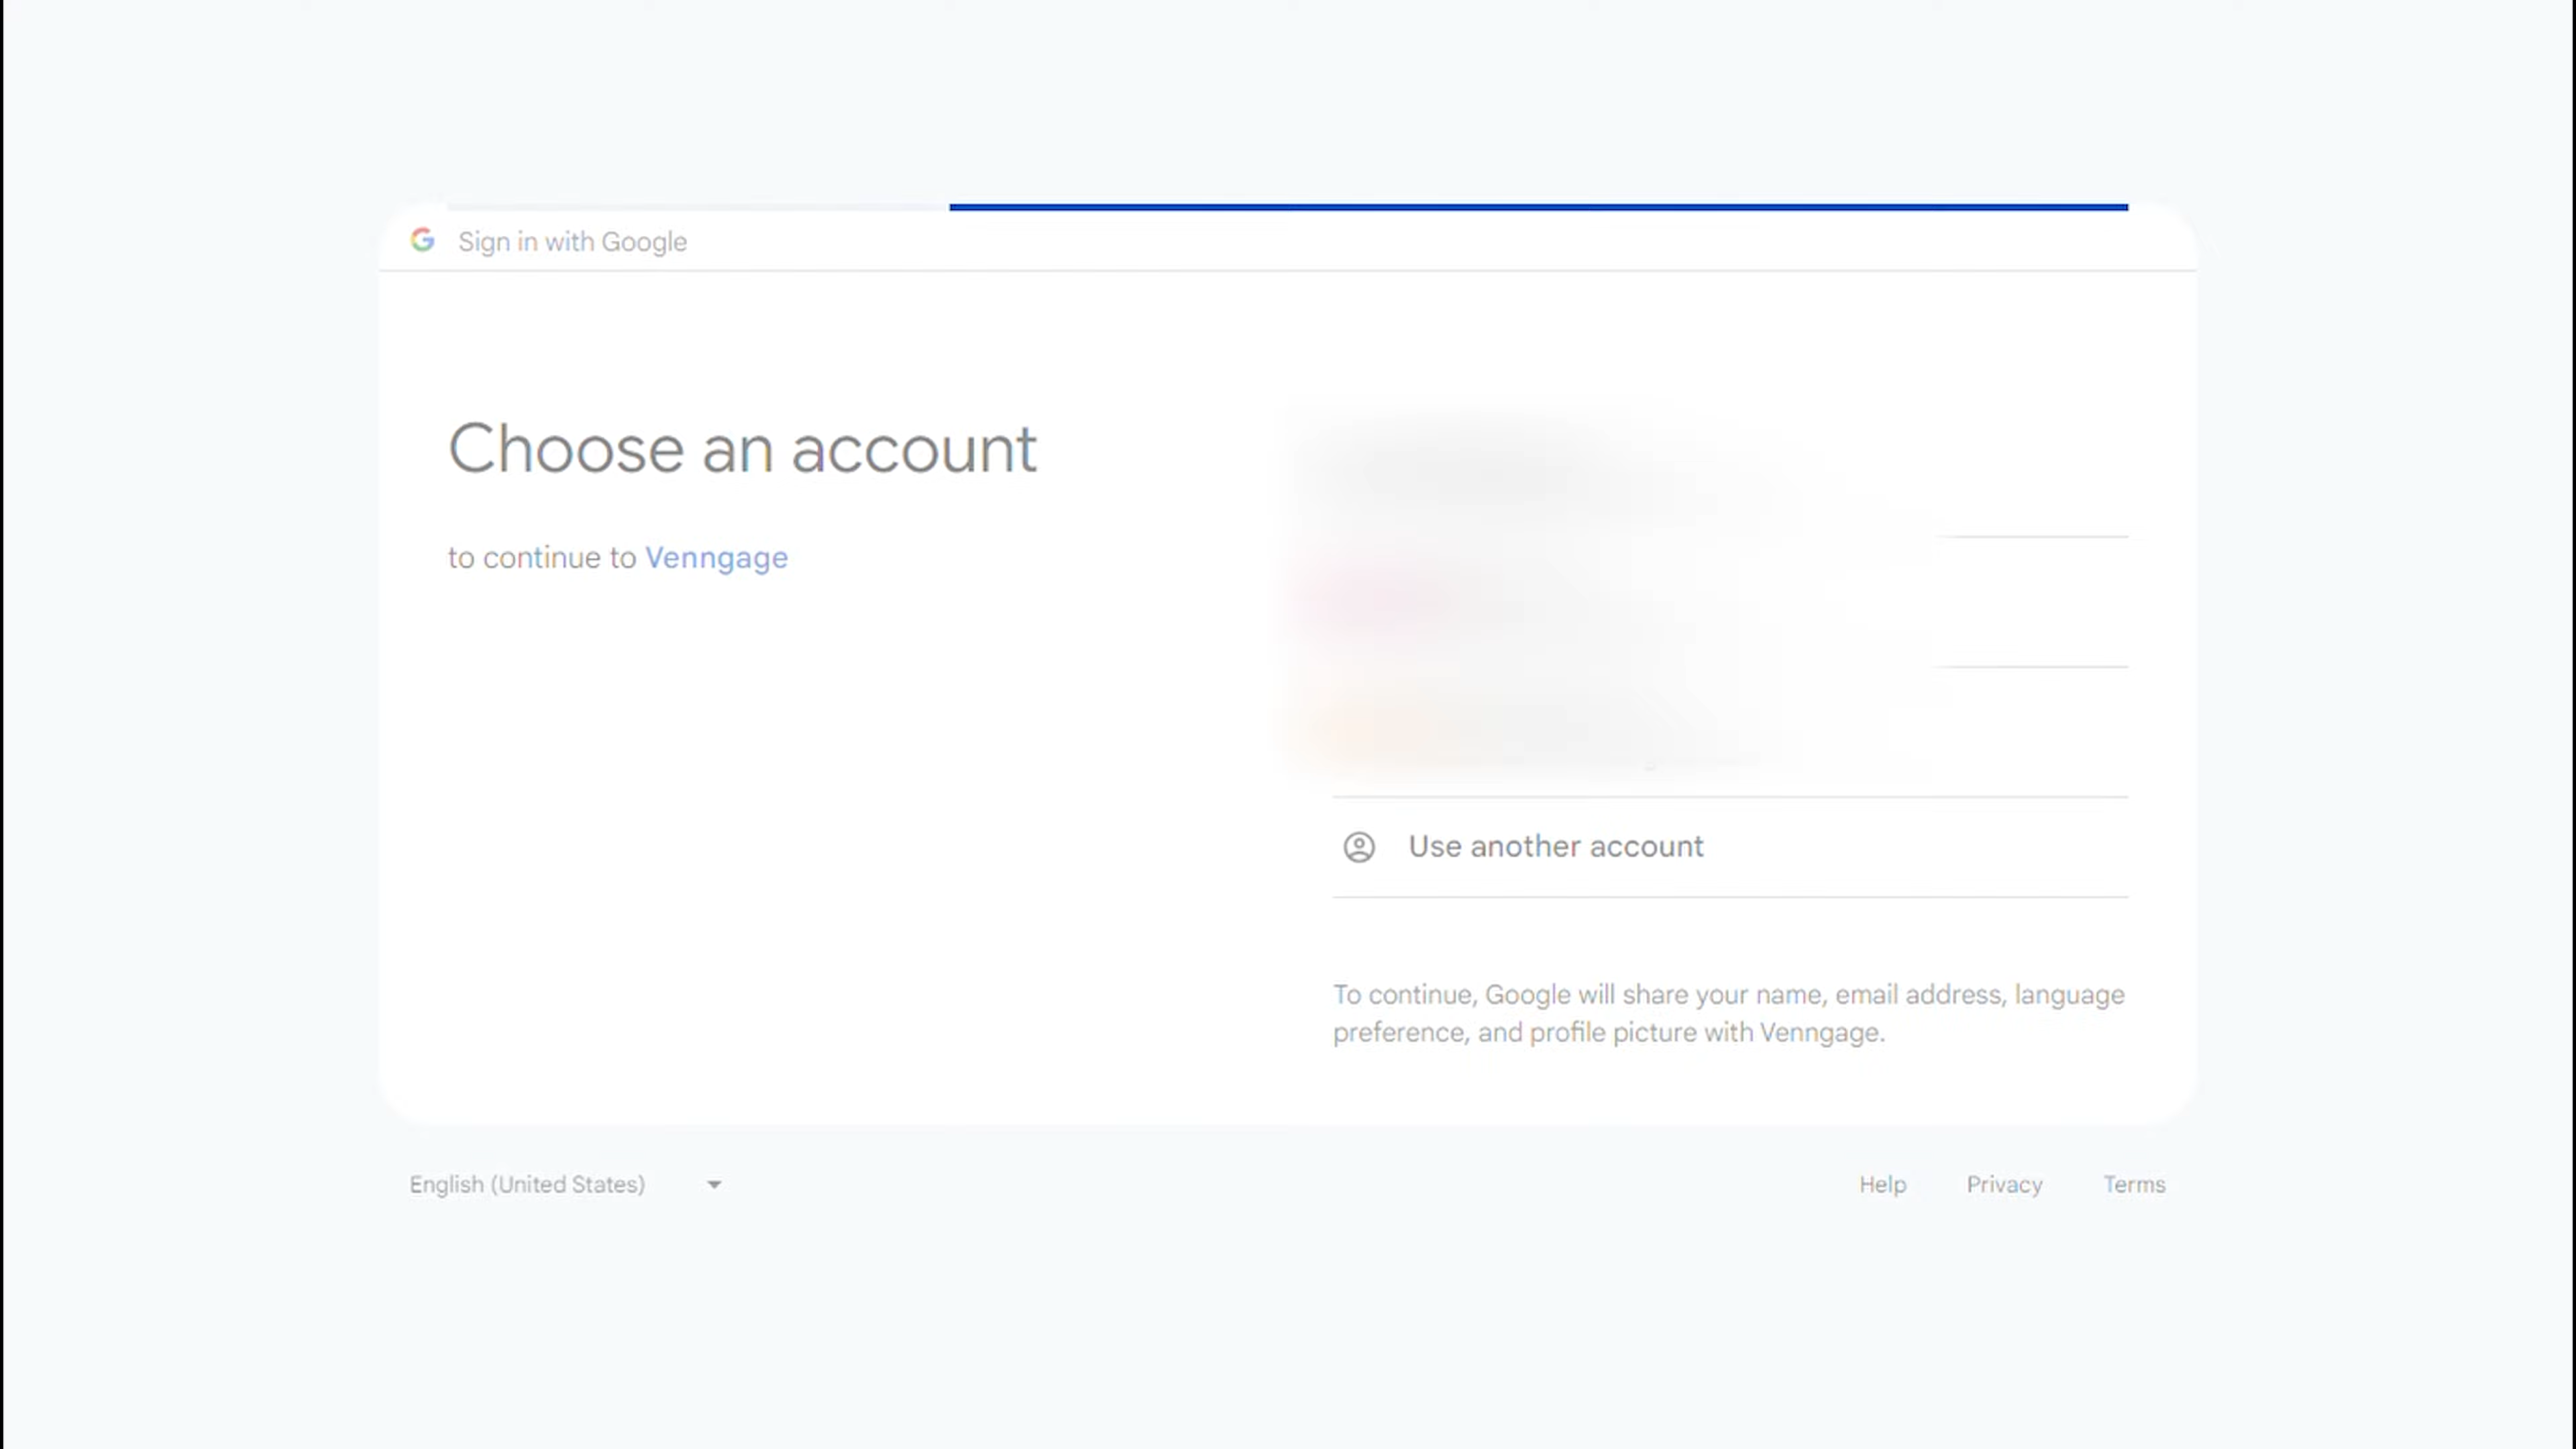 Sign in with Google
Choose an account
to continue to Venngage
Use another account
To continue, Google will share your name, email address, language
preference, and profile picture with Venngage.
English (United States)
Help Privacy Terms